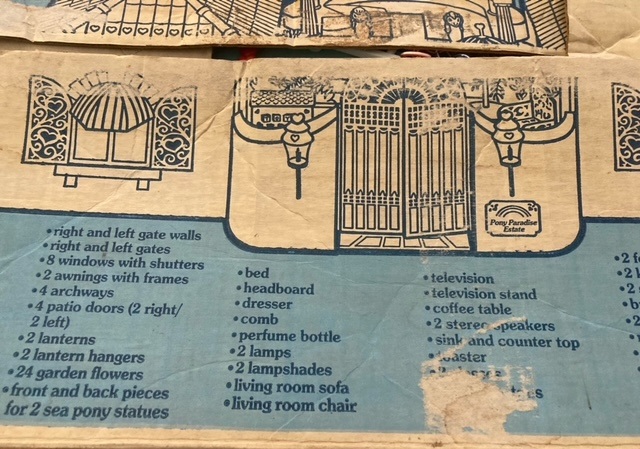 Pony Paradise
Estate
• right and left gate walls
• right and left gates
• 8 windows with shutters
• 2 awnings with frames
• 4 archways
• 4 patio doors (2 right/
2 left)
• 2 lanterns
• 2 lantern hangers
• 24 garden flowers
• front and back pieces
for 2 sea pony statues
• bed
• headboard
• dresser
• comb
• perfume bottle
• 2 lamps
• 2 lampshades
• living room sofa
• living room chair
• television
• television stand
• coffee table
• 2 stereo speakers
• sink and counter top
• toaster
• 2
• 2
• 2
• 2